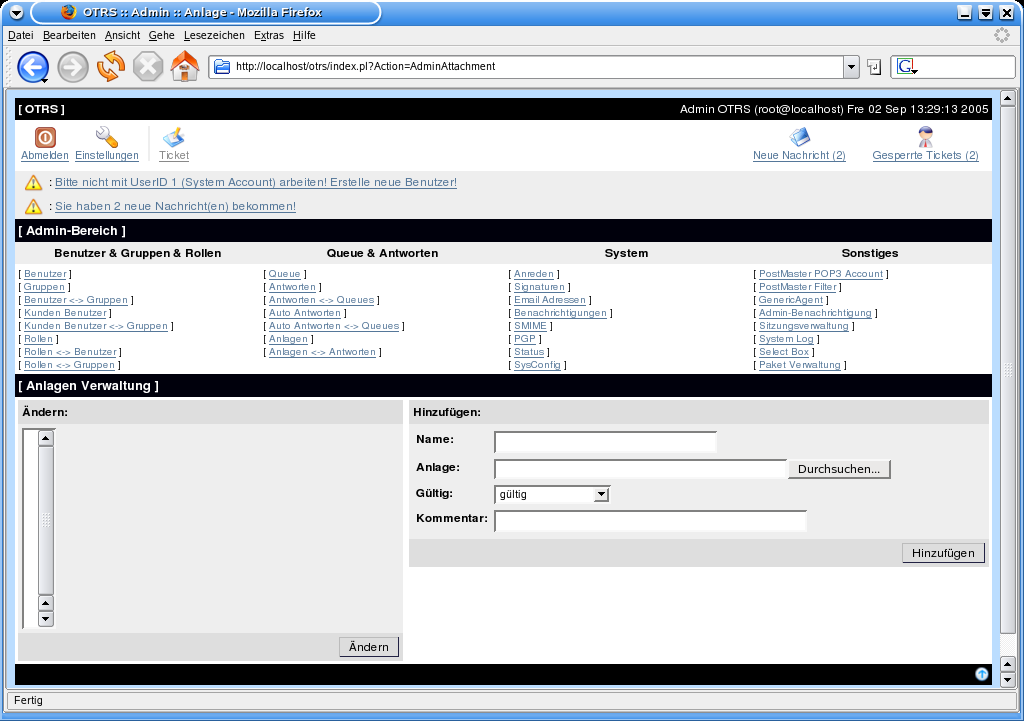 OTRS :: Admin :: Anlage - Mozilla Firefox
Datei Bearbeiten Ansicht Gehe Lesezeichen Extras Hilfe
http://localhost/otrs/index.pl?Action=AdminAttachment
G
[ OTRS ] Admin OTRS (root@localhost) Fre 02 Sep 13:29:13 2005
Abmelden Einstellungen Ticket Neue Nachricht (2) Gesperrte Tickets (2)
: Bitte nicht mit UserID 1 (System Account) arbeiten! Erstelle neue Benutzer!
: Sie haben 2 neue Nachricht(en) bekommen!
[ Admin-Bereich ]
Benutzer & Gruppen & Rollen Queue & Antworten System Sonstiges
[ Benutzer ] [ Queue ] [ Anreden ] [ PostMaster POP3 Account ]
[ Gruppen ] [ Antworten ] [ Signaturen ] [ PostMaster Filter ]
[ Benutzer <-> Gruppen ] [ Antworten <-> Queues ] [ Email Adressen ] [ GenericAgent ]
[ Kunden Benutzer ] [ Auto Antworten ] [ Benachrichtigungen ] [ Admin-Benachrichtigung ]
[ Kunden Benutzer <-> Gruppen ] [ Auto Antworten <-> Queues ] [ SMIME ] [ Sitzungsverwaltung ]
[ Rollen ] [ Anlagen ] [ PGP ] [ System Log ]
[ Rollen <-> Benutzer ] [ Anlagen <-> Antworten ] [ Status ] [ Select Box ]
[ Rollen <-> Gruppen ] [ SysConfig ] [ Paket Verwaltung ]
[ Anlagen Verwaltung ]
Ändern: Hinzufügen:
Name:
Anlage: Durchsuchen...
Gültig: gültig
Kommentar:
Hinzufügen
Ändern
Fertig